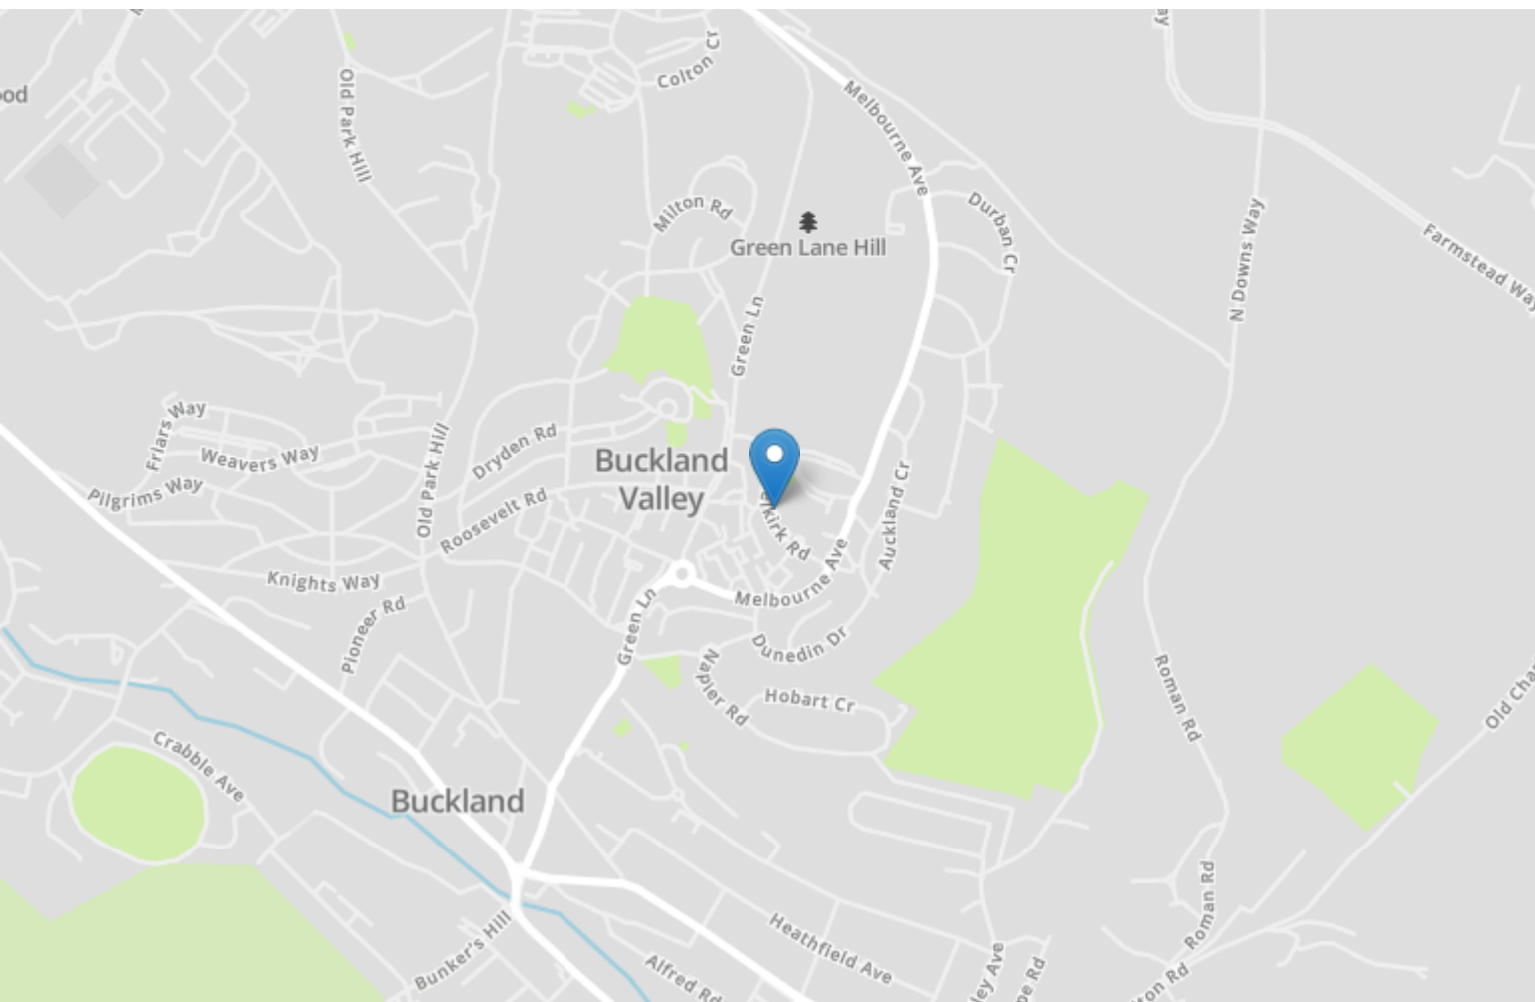 Colton Cr
Old Park Hill
Melbourne Ave
Milton Rd
Durban Cr
Green Lane Hill
N Downs Way
Farmstead Way
Green Ln
Friars Way
Weavers Way
Pilgrims Way
Old Park Hill
Dryden Rd
Roosevelt Rd
Buckland
Valley
Auckland Cr
Knights Way
Pioneer Rd
Green Ln
Melbourne Ave
Dunedin Dr
Napier Rd
Hobart Cr
Roman Rd
Crabble Ave
Buckland
Roman Rd
Bunker's Hill
Heathfield Ave
Alfred Rd